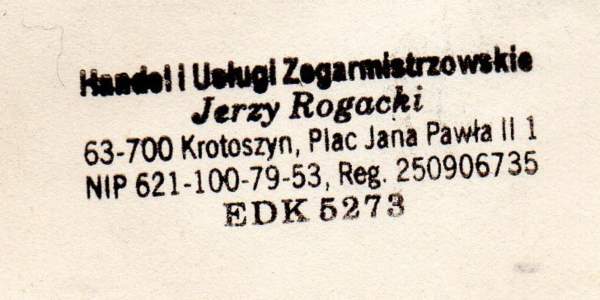 Handel i Usługi Zegarmistrzowskie
Jerzy Rogacki
63-700 Krotoszyn, Plac Jana Pawła II 1
NIP 621-100-79-53, Reg. 250906735
EDK 5273